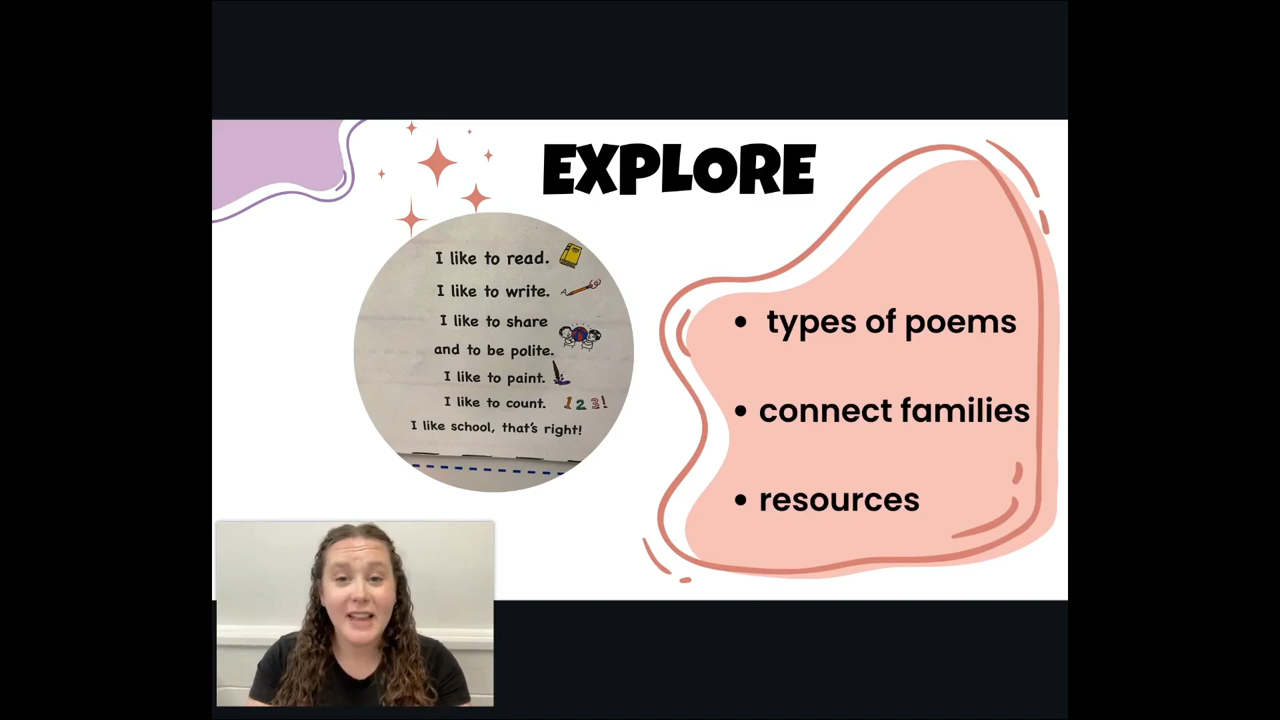 EXPLORE
I like to read.
I like to write.
A
I like to share
and to be polite.
I like to paint.
I like to count. 1 2 3!
I like school, that's right!
• types of poems
• connect families
• resources